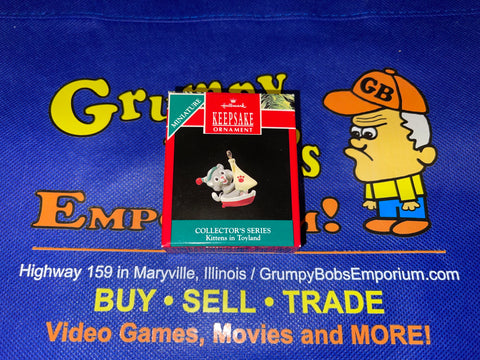 Grumpy
GB
MINIATURE
Hallmark
KEEPSAKE
ORNAMENT
COLLECTOR'S SERIES
Kittens in Toyland
Highway 159 in Maryville, Illinois / GrumpyBobsEmporium.com
BUY • SELL • TRADE
Video Games, Movies and MORE!